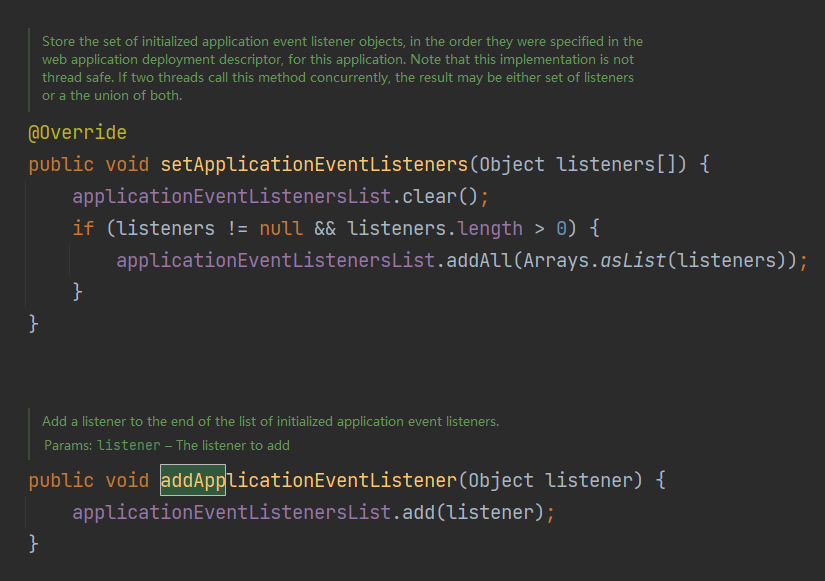 Store the set of initialized application event listener objects, in the order they were specified in the
web application deployment descriptor, for this application. Note that this implementation is not
thread safe. If two threads call this method concurrently, the result may be either set of listeners
or a the union of both.
@Override
public void setApplicationEventListeners(Object listeners[]) {
    applicationEventListenersList.clear();
    if (listeners != null && listeners.length > 0) {
        applicationEventListenersList.addAll(Arrays.asList(listeners));
    }
}
Add a listener to the end of the list of initialized application event listeners.
Params: listener – The listener to add
public void addApplicationEventListener(Object listener) {
    applicationEventListenersList.add(listener);
}